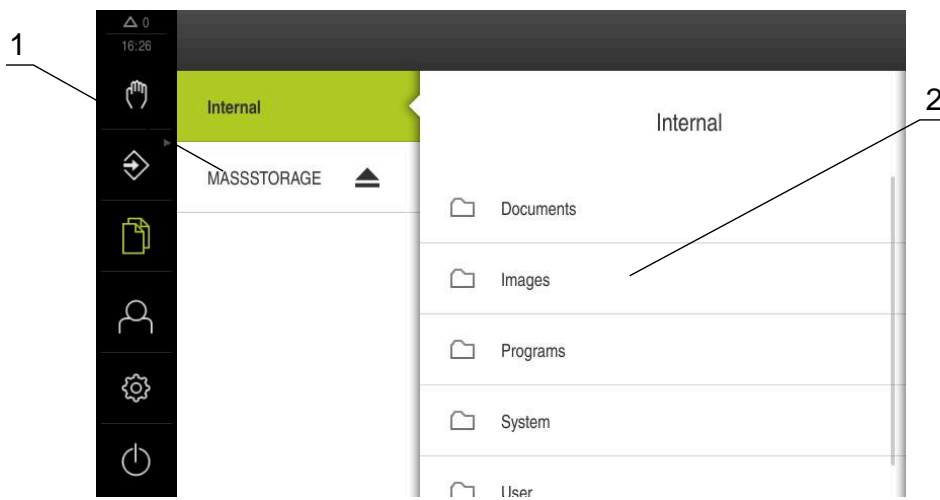 1
0
16:26
Internal
MASSSTORAGE
Internal
2
Documents
Images
Programs
System
User